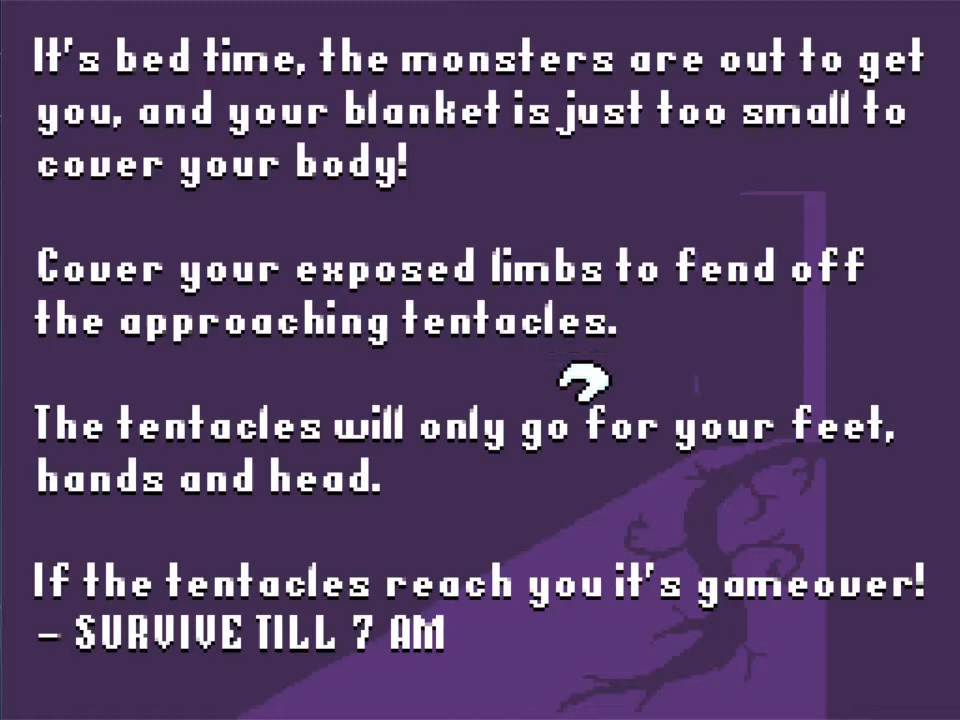 It's bed time, the monsters are out to get
you, and your blanket is just too small to
cover your body!
Cover your exposed limbs to fend off
the approaching tentacles.
?
The tentacles will only go for your feet,
hands and head.
If the tentacles reach you it's gameover!
- SURVIVE TILL 7 AM